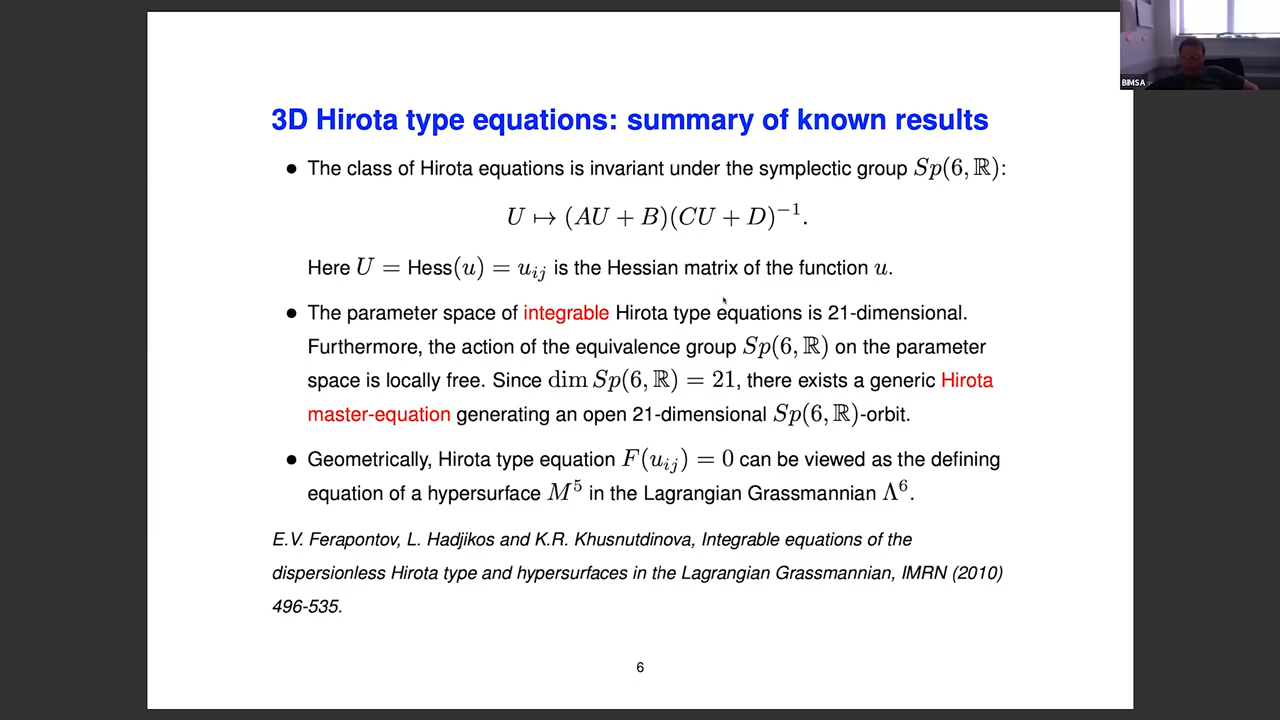 BIMSA
3D Hirota type equations: summary of known results
• The class of Hirota equations is invariant under the symplectic group Sp(6, ℝ):
U ↦ (AU + B)(CU + D)⁻¹.
Here U = Hess(u) = u_{ij} is the Hessian matrix of the function u.
• The parameter space of integrable Hirota type equations is 21-dimensional.
Furthermore, the action of the equivalence group Sp(6, ℝ) on the parameter
space is locally free. Since dim Sp(6, ℝ) = 21, there exists a generic Hirota
master-equation generating an open 21-dimensional Sp(6, ℝ)-orbit.
• Geometrically, Hirota type equation F(u_{ij}) = 0 can be viewed as the defining
equation of a hypersurface M⁵ in the Lagrangian Grassmannian Λ⁶.
E.V. Ferapontov, L. Hadjikos and K.R. Khusnutdinova, Integrable equations of the
dispersionless Hirota type and hypersurfaces in the Lagrangian Grassmannian, IMRN (2010)
496-535.
6